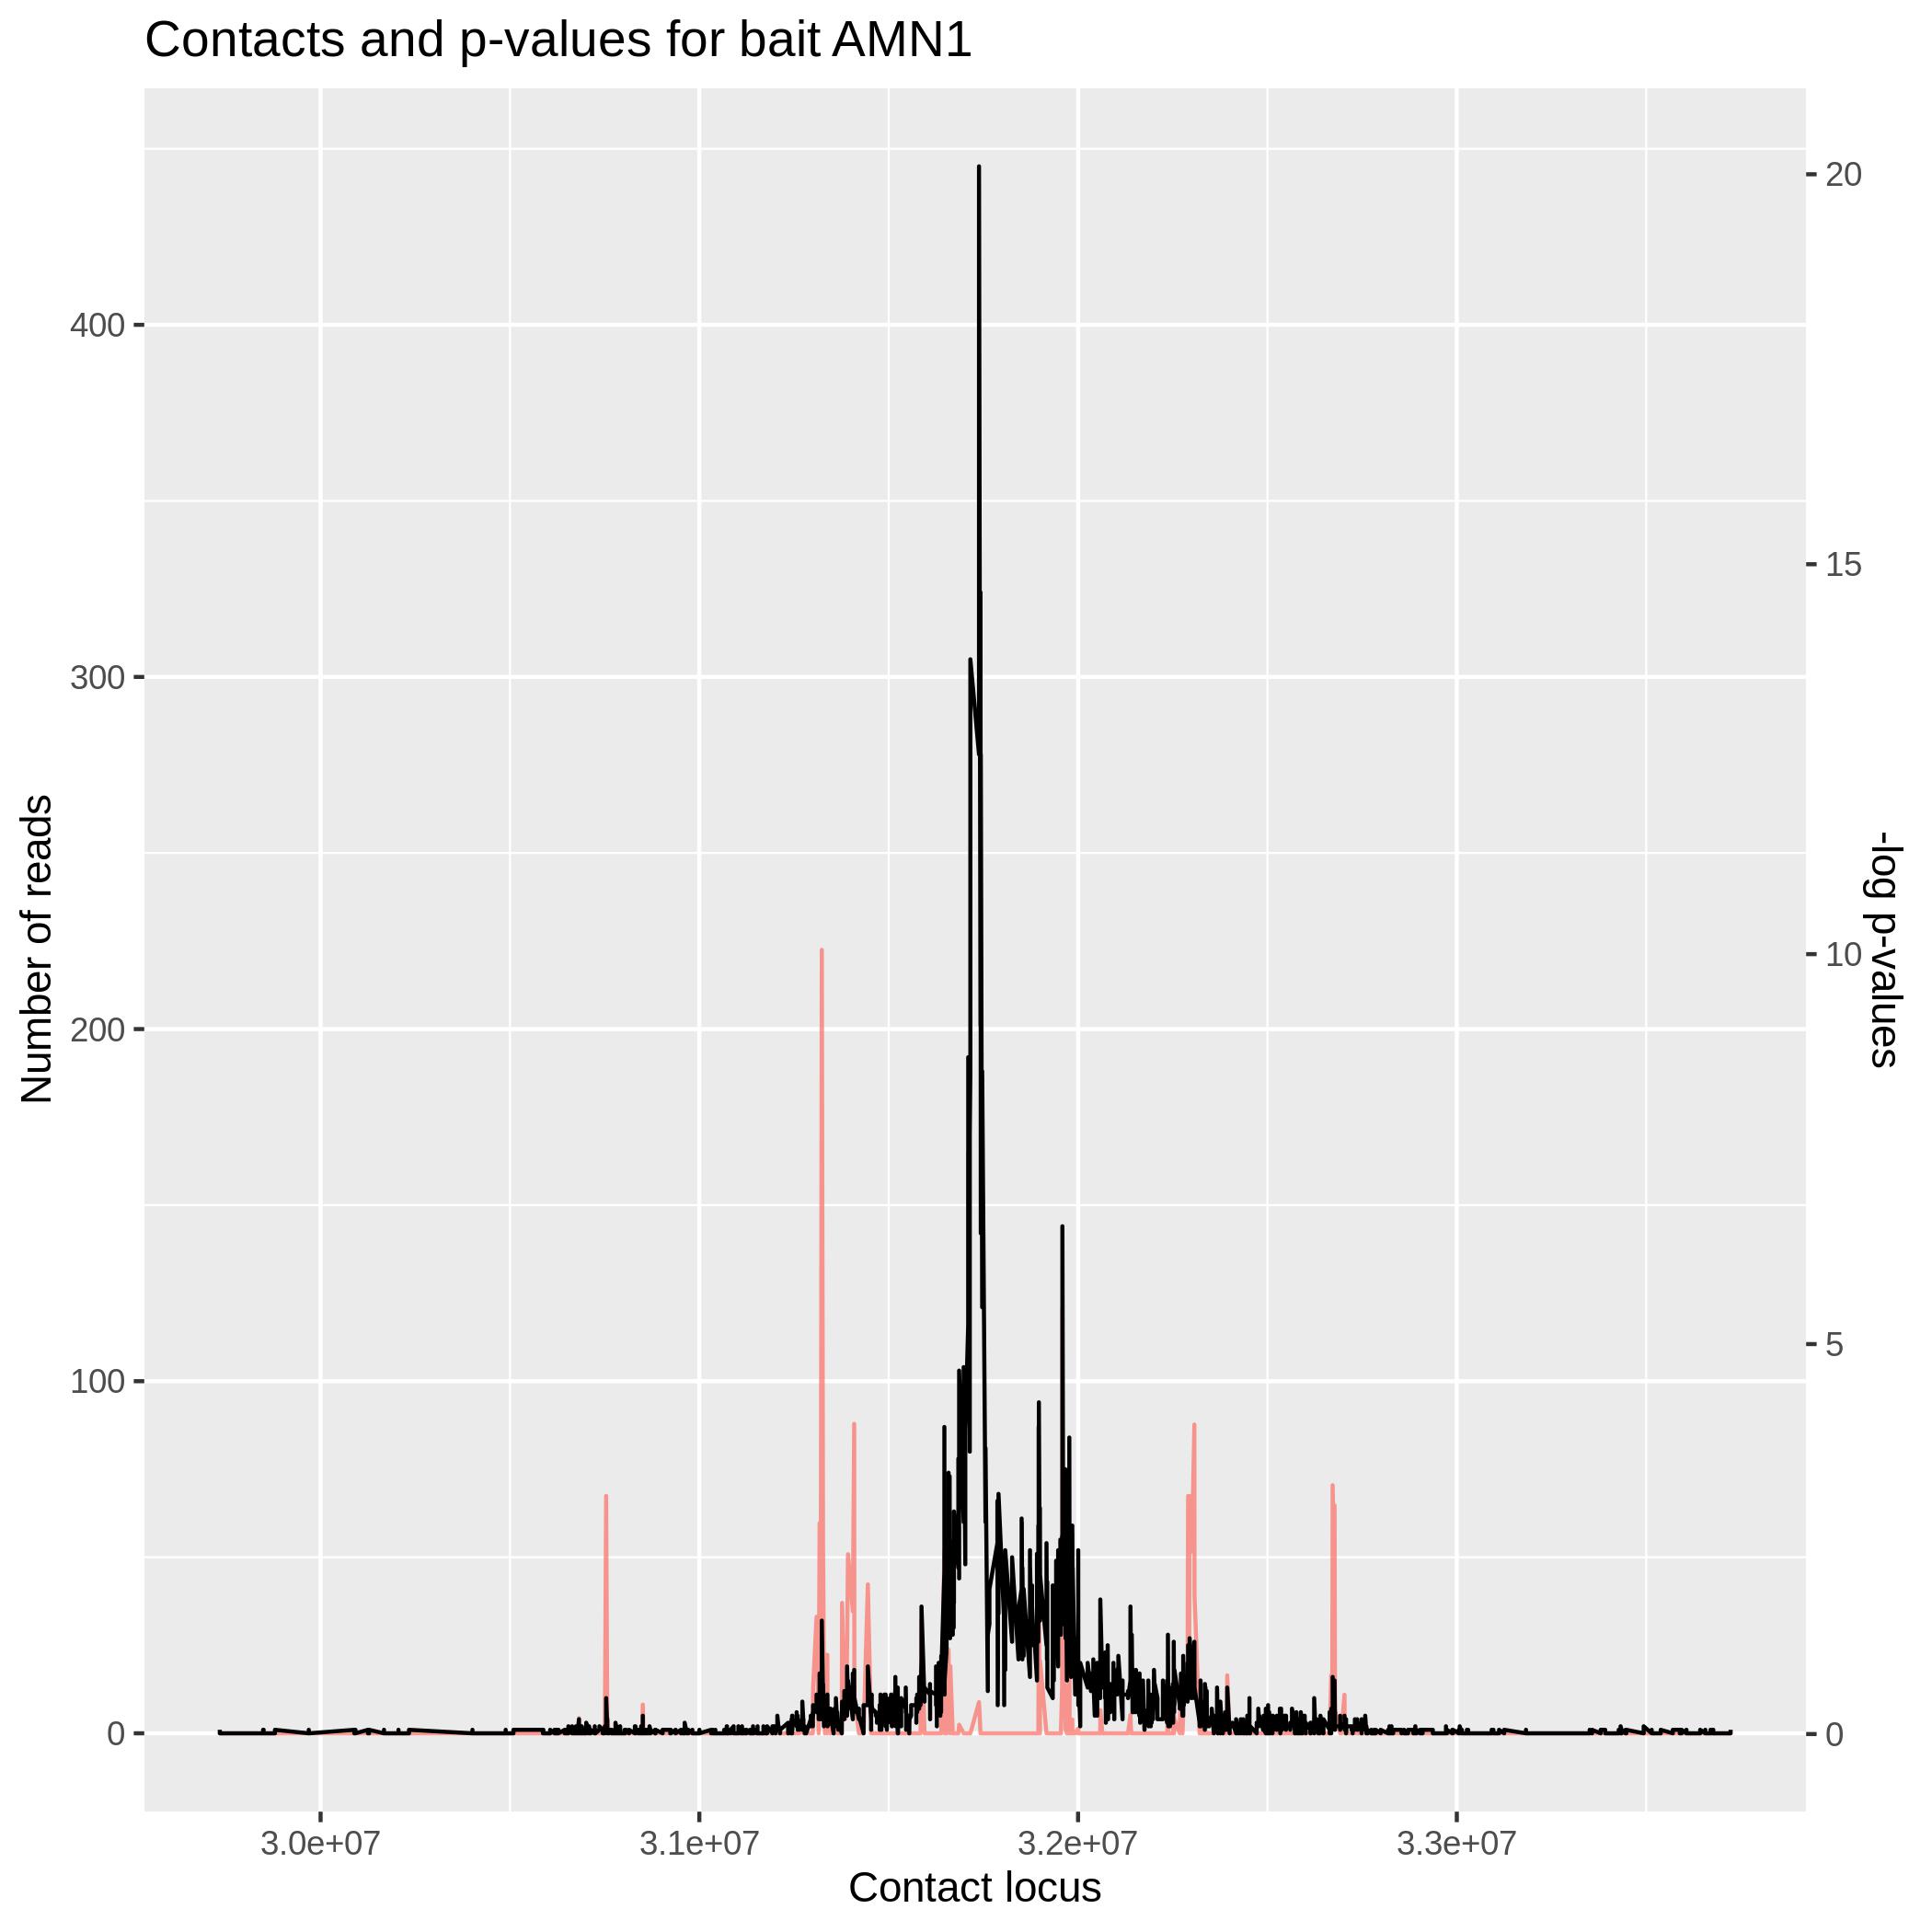 Contacts and p-values for bait AMN1
Number of reads
400
300
200
100
0
20
15
10
5
0
-log p-values
3.0e+07
3.1e+07
3.2e+07
3.3e+07
Contact locus